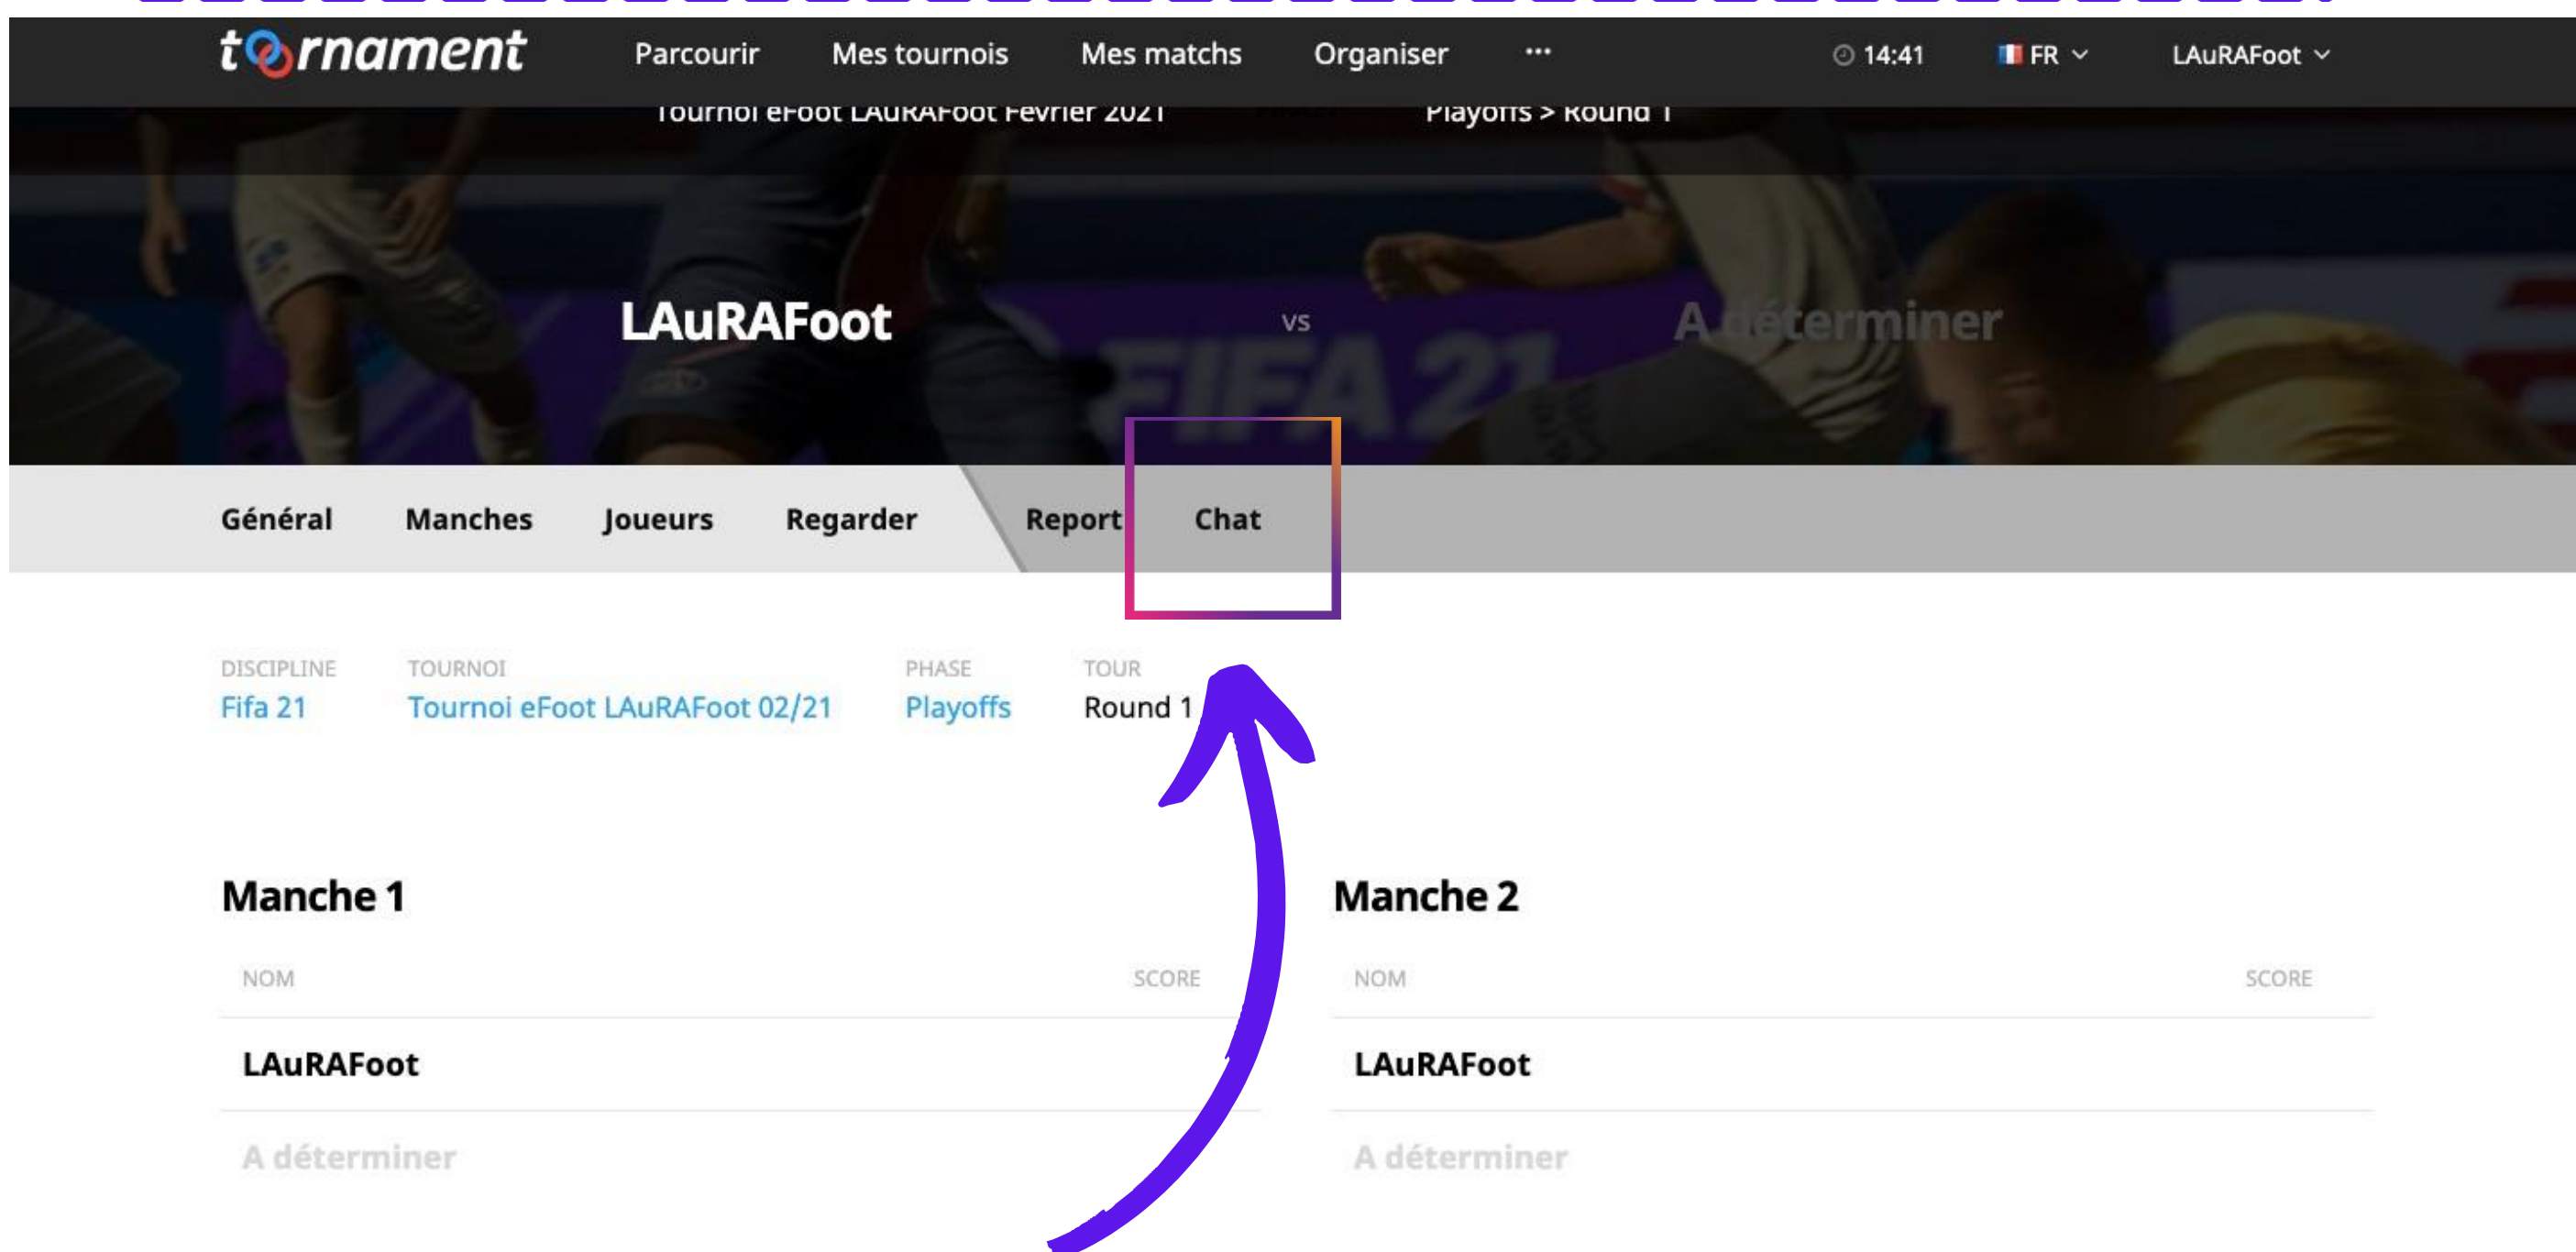 toornament Parcourir Mes tournois Mes matchs Organiser ... 14:41 FR LAuRAFoot
Tournoi eFoot LAuRAFoot Février 2021 Playoffs > Round 1
LAuRAFoot vs A déterminer
FIFA 21
Général Manches Joueurs Regarder Report Chat
DISCIPLINE TOURNOI PHASE TOUR
Fifa 21 Tournoi eFoot LAuRAFoot 02/21 Playoffs Round 1
Manche 1 Manche 2
NOM SCORE NOM SCORE
LAuRAFoot LAuRAFoot
A déterminer A déterminer